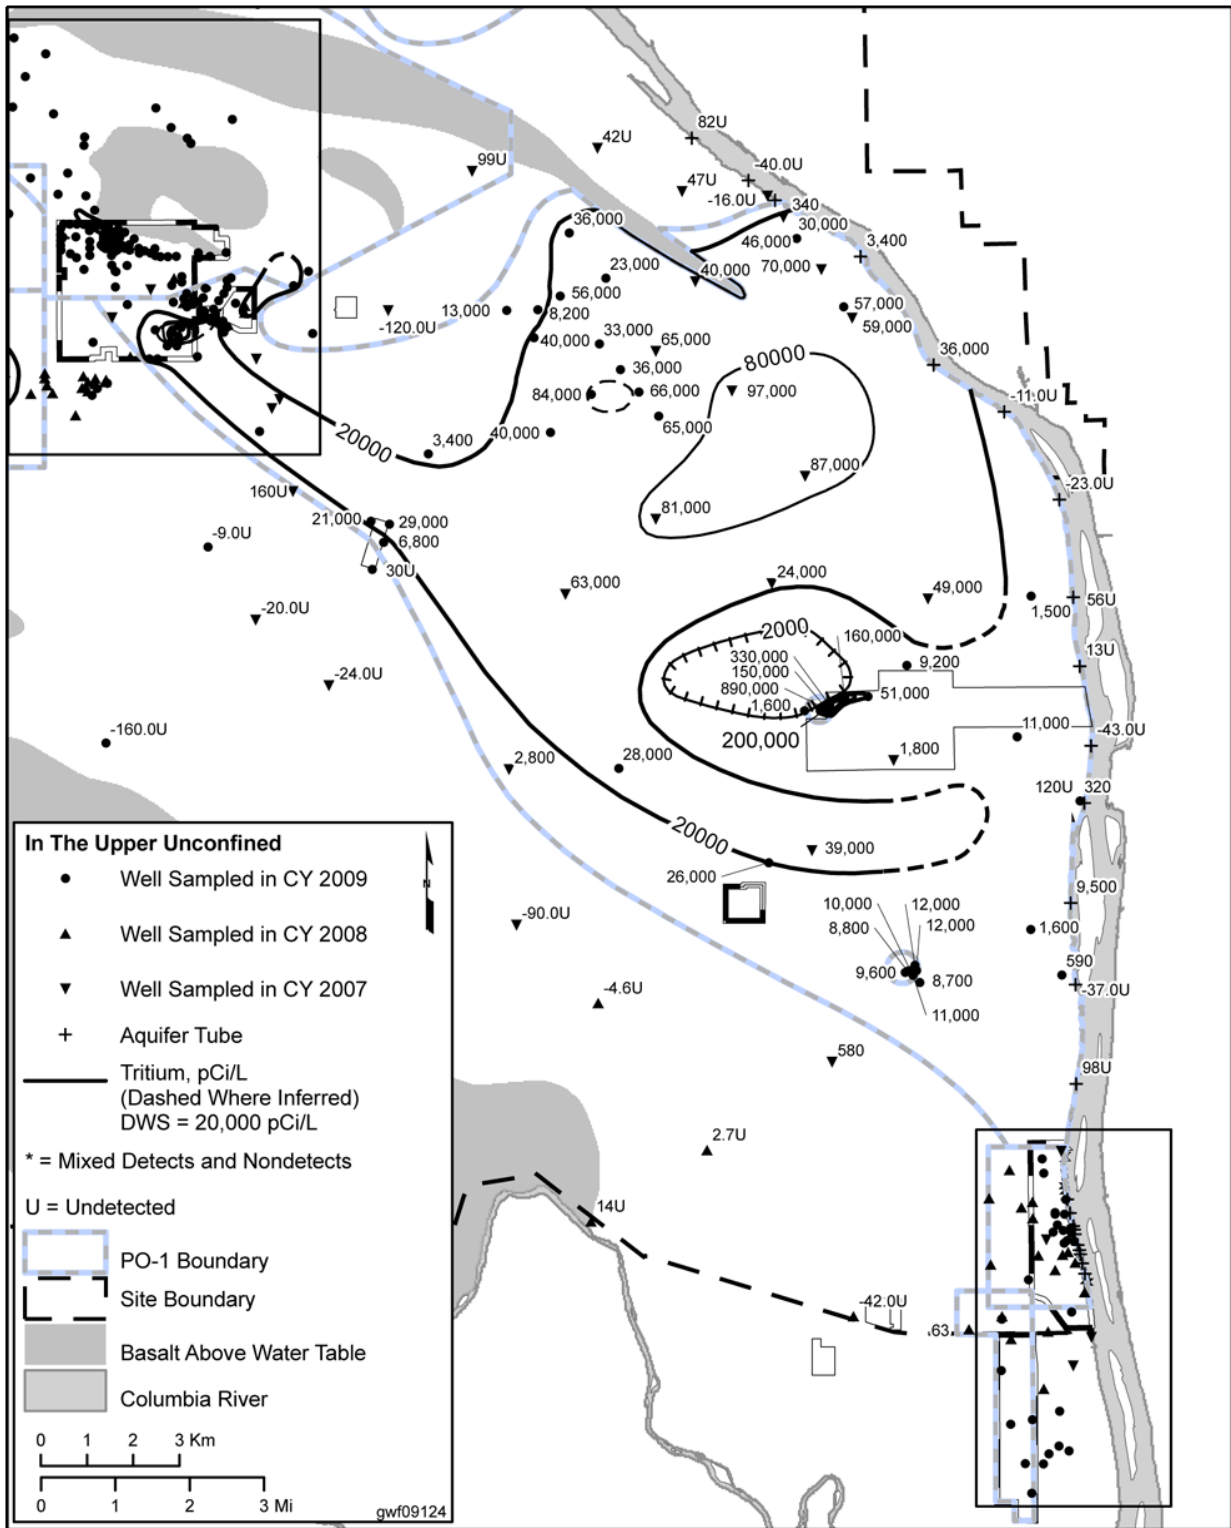 82U
42U
-40.0U
99U
47U
-16.0U
340
36,000
30,000
46,000
3,400
23,000
40,000
70,000
56,000
13,000
8,200
57,000
-120.0U
59,000
33,000
65,000
40,000
80000
36,000
36,000
84,000
66,000
97,000
-11.0U
65,000
20000
40,000
3,400
87,000
160U
-23.0U
21,000
29,000
81,000
-9.0U
6,800
30U
24,000
63,000
49,000
56U
1,500
-20.0U
2000
160,000
330,000
13U
9,200
-24.0U
150,000
890,000
51,000
1,600
-160.0U
200,000
11,000
-43.0U
1,800
2,800
28,000
120U
320
20000
39,000
26,000
9,500
10,000
12,000
-90.0U
8,800
12,000
1,600
9,600
590
8,700
-37.0U
-4.6U
11,000
580
98U
2.7U
14U
-42.0U
63
In The Upper Unconfined
Well Sampled in CY 2009
Well Sampled in CY 2008
Well Sampled in CY 2007
Aquifer Tube
Tritium, pCi/L
(Dashed Where Inferred)
DWS = 20,000 pCi/L
* = Mixed Detects and Nondetects
U = Undetected
PO-1 Boundary
Site Boundary
Basalt Above Water Table
Columbia River
0 1 2 3 Km
0 1 2 3 Mi
gwf09124
N